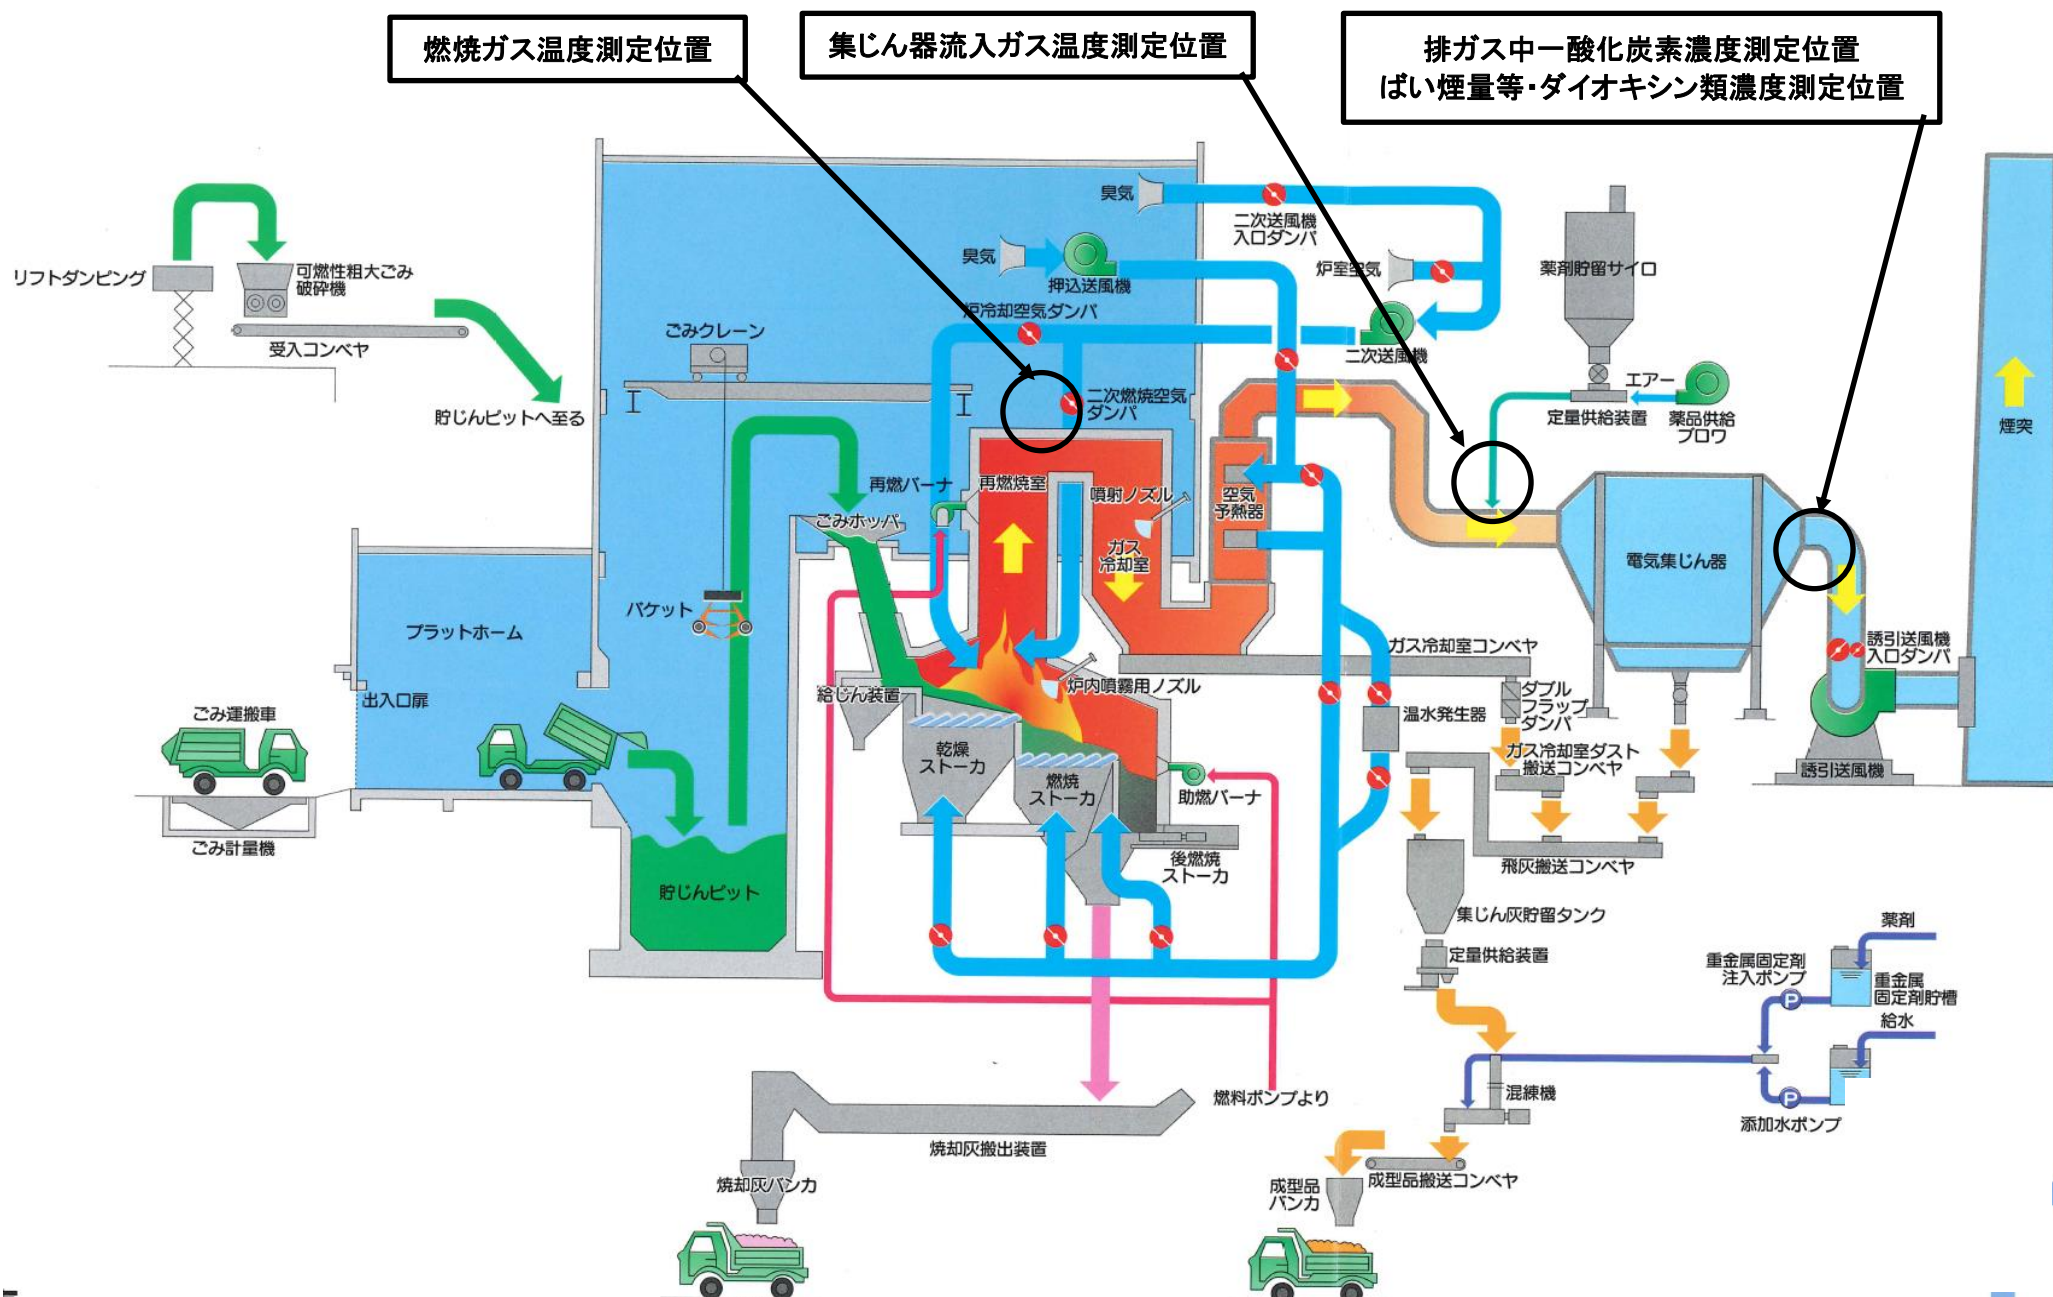 燃焼ガス温度測定位置
集じん器流入ガス温度測定位置
排ガス中一酸化炭素濃度測定位置
ばい煙量等・ダイオキシン類濃度測定位置
臭気
二次送風機
入口ダンパ
臭気
押込送風機
炉室空気
薬剤貯留サイロ
リフトダンピング
可燃性粗大ごみ
破砕機
受入コンベヤ
炉冷却空気ダンパ
ごみクレーン
二次送風機
エアー
定量供給装置
薬品供給
ブロワ
貯じんピットへ至る
二次燃焼空気
ダンパ
煙突
再燃バーナ
再燃焼室
噴射ノズル
空気
予熱器
ごみホッパ
ガス
冷却室
電気集じん器
バケット
プラットホーム
ガス冷却室コンベヤ
誘引送風機
入口ダンパ
出入口扉
給じん装置
炉内噴霧用ノズル
ダブル
フラップ
ダンパ
温水発生器
ごみ運搬車
乾燥
ストーカ
燃焼
ストーカ
ガス冷却室ダスト
搬送コンベヤ
誘引送風機
助燃バーナ
ごみ計量機
後燃焼
ストーカ
飛灰搬送コンベヤ
貯じんピット
集じん灰貯留タンク
薬剤
定量供給装置
重金属固定剤
注入ポンプ
重金属
固定剤貯槽
P
給水
燃料ポンプより
混練機
P
添加水ポンプ
焼却灰搬出装置
焼却灰バンカ
成型品
バンカ
成型品搬送コンベヤ